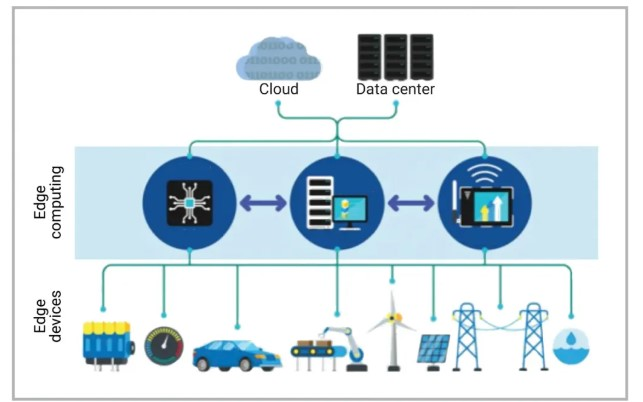 Cloud
Data center
Edge
computing
Edge
devices